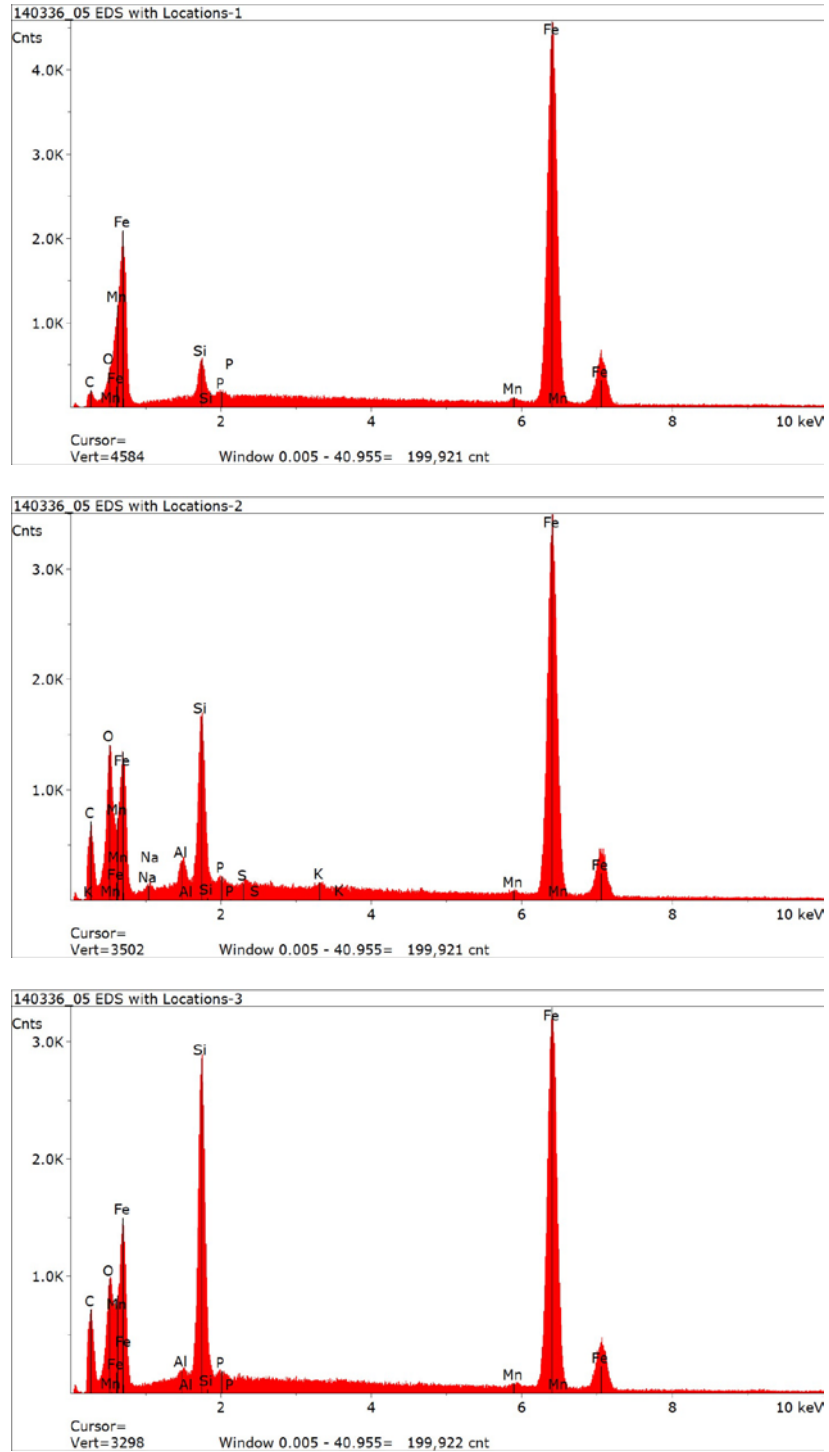 140336_05 EDS with Locations-1
Cnts
Fe
4.0K
3.0K
Fe
2.0K
Mn
1.0K
O Si P
C Fe P Mn Fe
Mn Si Mn
2 4 6 8 10 keV
Cursor=
Vert=4584 Window 0.005 - 40.955= 199,921 cnt
140336_05 EDS with Locations-2
Cnts
Fe
3.0K
2.0K
Si
O
Fe
1.0K
C Mn
Mn Na Al
Fe Na P S K Mn Fe
K Mn Al Si P S K Mn
2 4 6 8 10 keV
Cursor=
Vert=3502 Window 0.005 - 40.955= 199,921 cnt
140336_05 EDS with Locations-3
Cnts
Fe
3.0K
Si
2.0K
Fe
O
1.0K
C Mn
Fe
Fe Al P Mn Fe
Mn Al Si P Mn
2 4 6 8 10 keV
Cursor=
Vert=3298 Window 0.005 - 40.955= 199,922 cnt